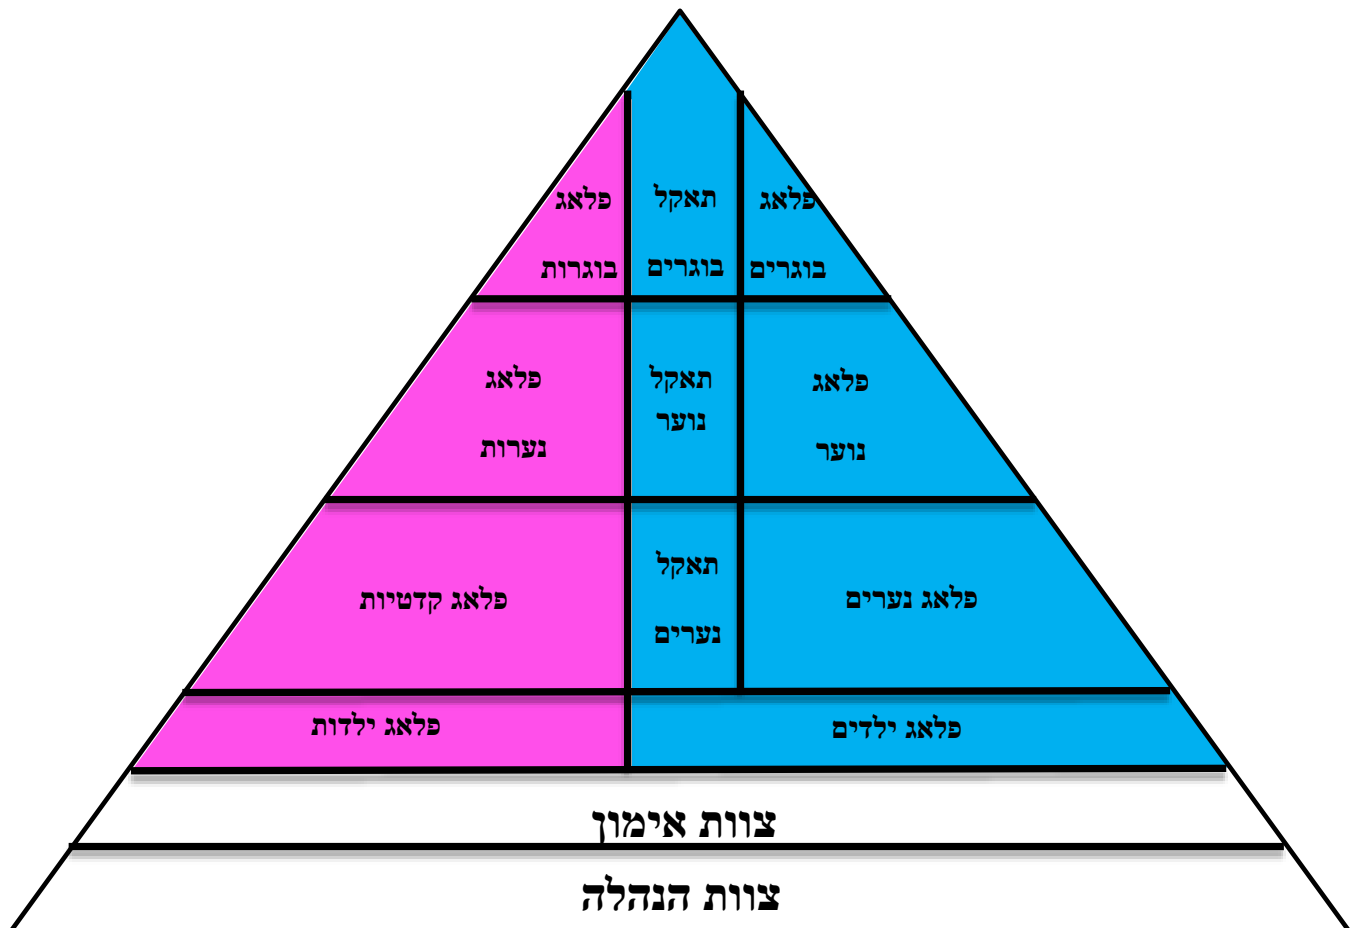 פלאג
בוגרים
תאקל
בוגרים
פלאג
בוגרות
פלאג
נוער
תאקל
נוער
פלאג
נערות
פלאג נערים
תאקל
נערים
פלאג קדטיות
פלאג ילדים
פלאג ילדות
צוות אימון
צוות הנהלה